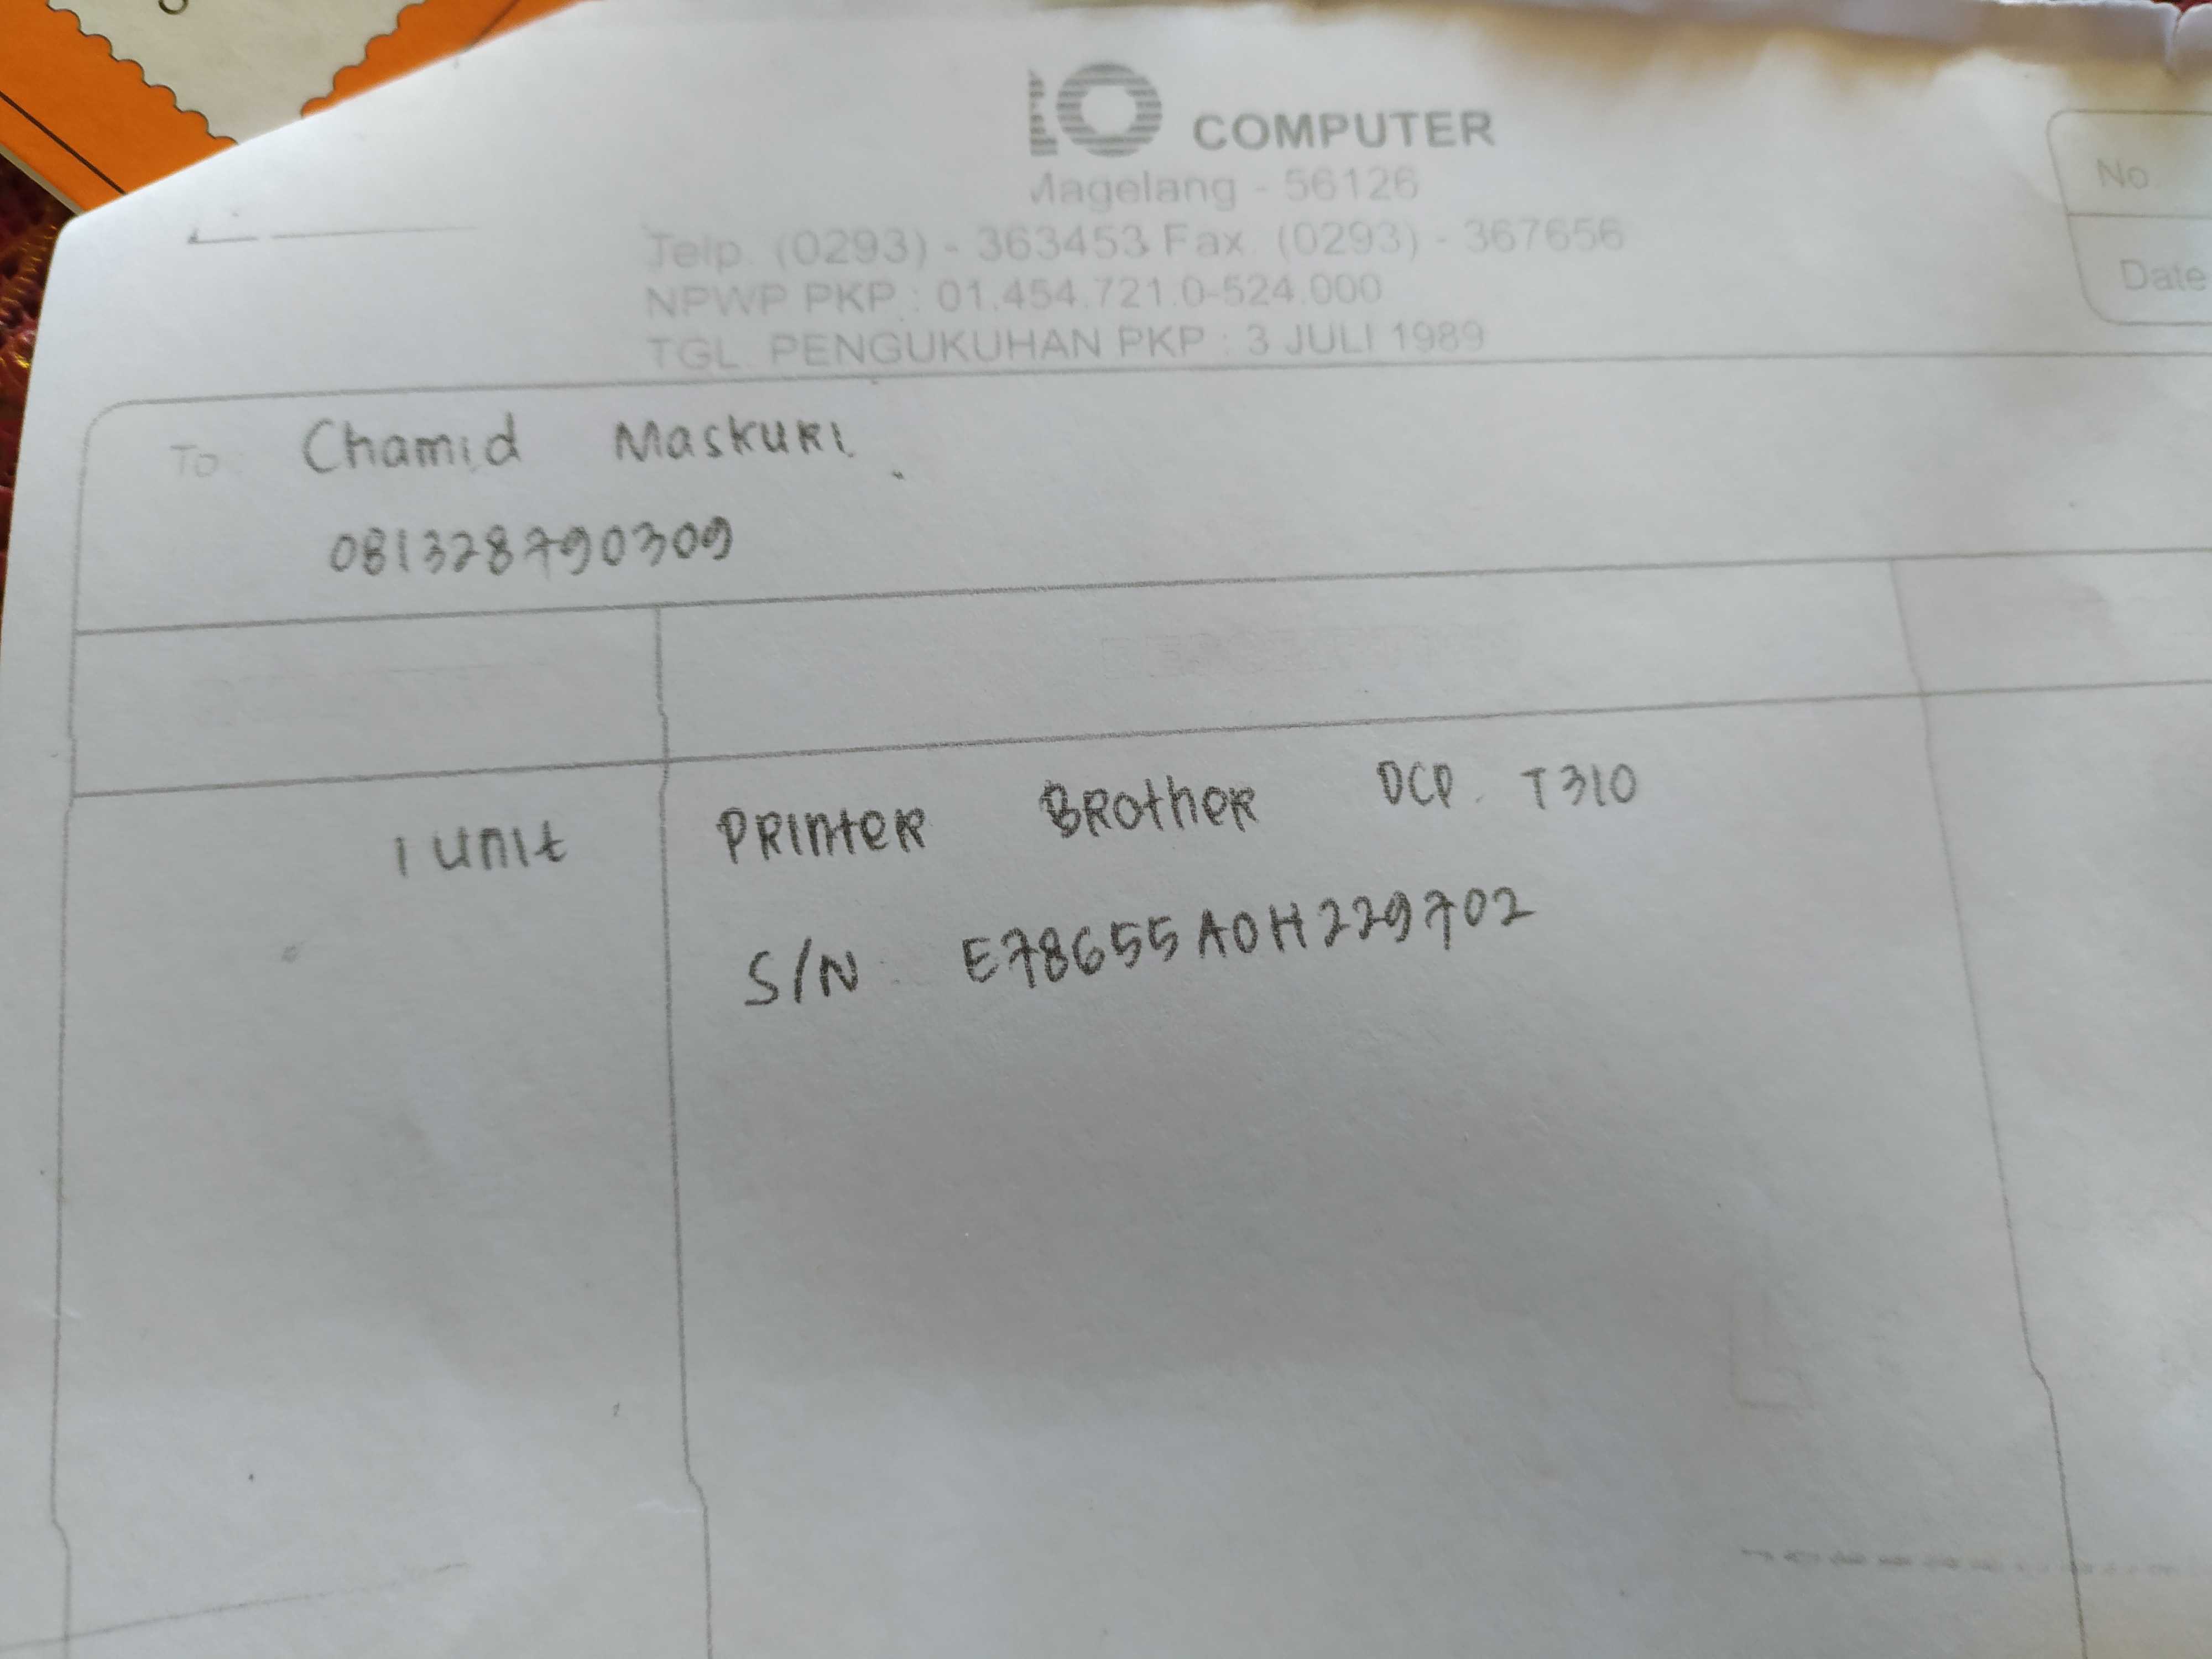 IO COMPUTER
Magelang - 56126
Telp. (0293) - 363453 Fax. (0293) - 367656
NPWP PKP : 01.454.721.0-524.000
TGL. PENGUKUHAN PKP : 3 JULI 1989
No
Date
To: Chamid Maskuri
081328790309
1 unit Printer Brother DCP T310
S/N: E78655A0H229702